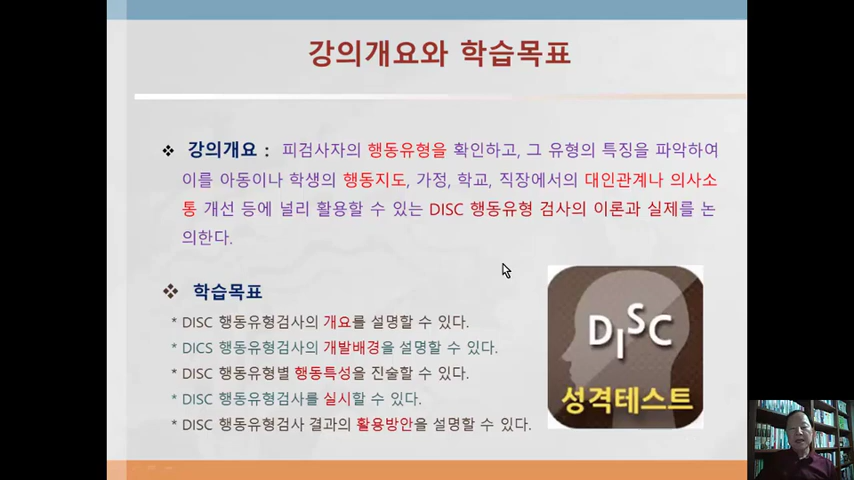 강의개요와 학습목표
❖ 강의개요 : 피검사자의 행동유형을 확인하고, 그 유형의 특징을 파악하여
이를 아동이나 학생의 행동지도, 가정, 학교, 직장에서의 대인관계나 의사소
통 개선 등에 널리 활용할 수 있는 DISC 행동유형 검사의 이론과 실제를 논
의한다.
❖ 학습목표
* DISC 행동유형검사의 개요를 설명할 수 있다.
* DICS 행동유형검사의 개발배경을 설명할 수 있다.
* DISC 행동유형별 행동특성을 진술할 수 있다.
* DISC 행동유형검사를 실시할 수 있다.
* DISC 행동유형검사 결과의 활용방안을 설명할 수 있다.
DISC
성격테스트